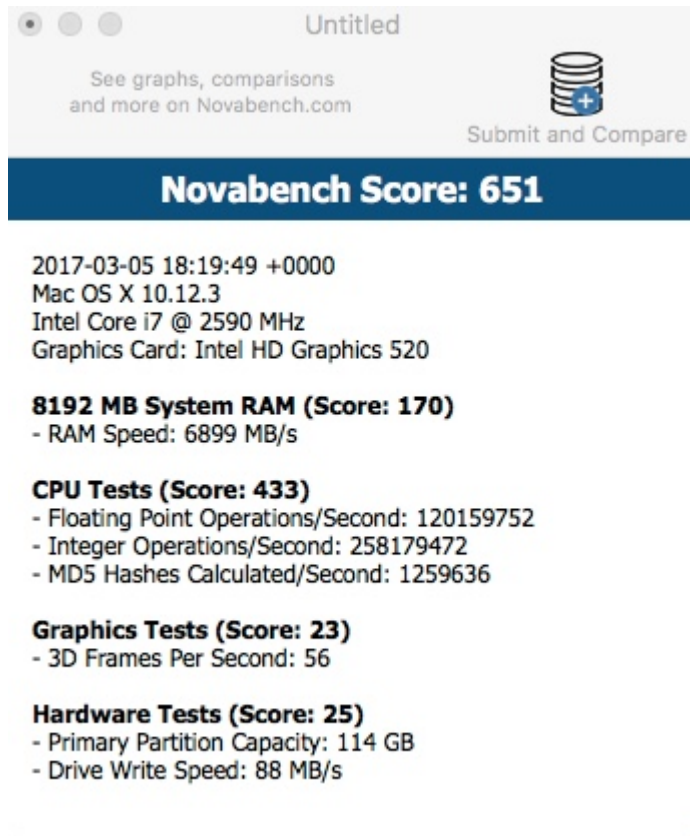 Untitled
See graphs, comparisons
and more on Novabench.com
Submit and Compare
Novabench Score: 651
2017-03-05 18:19:49 +0000
Mac OS X 10.12.3
Intel Core i7 @ 2590 MHz
Graphics Card: Intel HD Graphics 520
8192 MB System RAM (Score: 170)
- RAM Speed: 6899 MB/s
CPU Tests (Score: 433)
- Floating Point Operations/Second: 120159752
- Integer Operations/Second: 258179472
- MD5 Hashes Calculated/Second: 1259636
Graphics Tests (Score: 23)
- 3D Frames Per Second: 56
Hardware Tests (Score: 25)
- Primary Partition Capacity: 114 GB
- Drive Write Speed: 88 MB/s